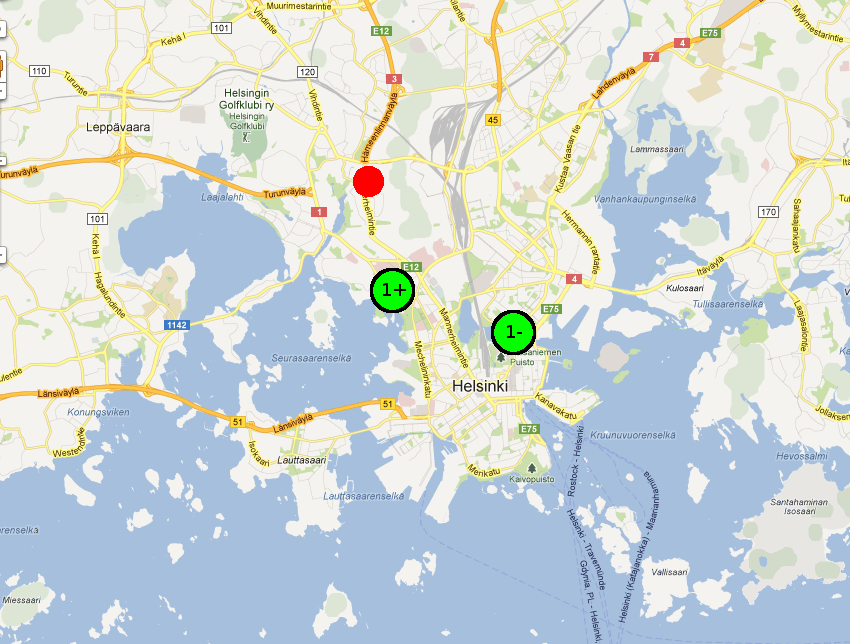 Muurimestarintie
Vihdintie
E12
Kehä I
101
110
Turuntie
120
3
Vihdintie
Helsingin
Golfklubi ry
Helsingin
Golfklubi
Leppävaara
Hämeenlinnanväylä
45
E75
4
7
Lahdenväylä
Myllymestarintie
Kustaa Vaasan tie
Lammassaari
Turunväylä
Turunväylä
1
Laajalahti
101
Kehä I
Vanhankaupunginselkä
170
Sahaajankatu
Hermannin rantatie
Itäväylä
E12
4
Kulosaari
Hagalundintie
Tullisaarenselkä
1+
E75
1-
1142
Mannerheimintie
Laajasalontie
Puisto
Seurasaarenselkä
Mechelininkatu
Helsinki
Länsiväylä
Konungsviken
51
Länsiväylä
51
Kanavakatu
E75
Kruunuvuorenselkä
Isokaari
Lauttasaari
Merikatu
Kaivopuisto
Hevossalmi
Lauttasaarenselkä
Rostock - Helsinki
Santahaminan
Isosaari
Helsinki - Travemünde
Gdynia, PL - Helsinki,
Helsinki (Katajanokka) - Maarianhamina
Vallisaari
Miessaari